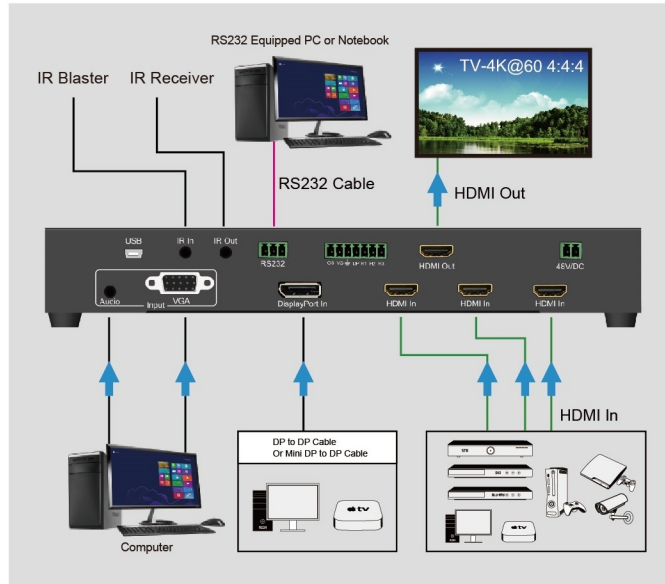 RS232 Equipped PC or Notebook
IR Blaster
IR Receiver
TV-4K@60 4:4:4
RS232 Cable
HDMI Out
USB
IR In
IR Out
RS232
HDMI Out
48V/DC
Audio
Input
VGA
DisplayPort In
HDMI In
HDMI In
HDMI In
HDMI In
DP to DP Cable
Or Mini DP to DP Cable
STB
tv
tv
Computer